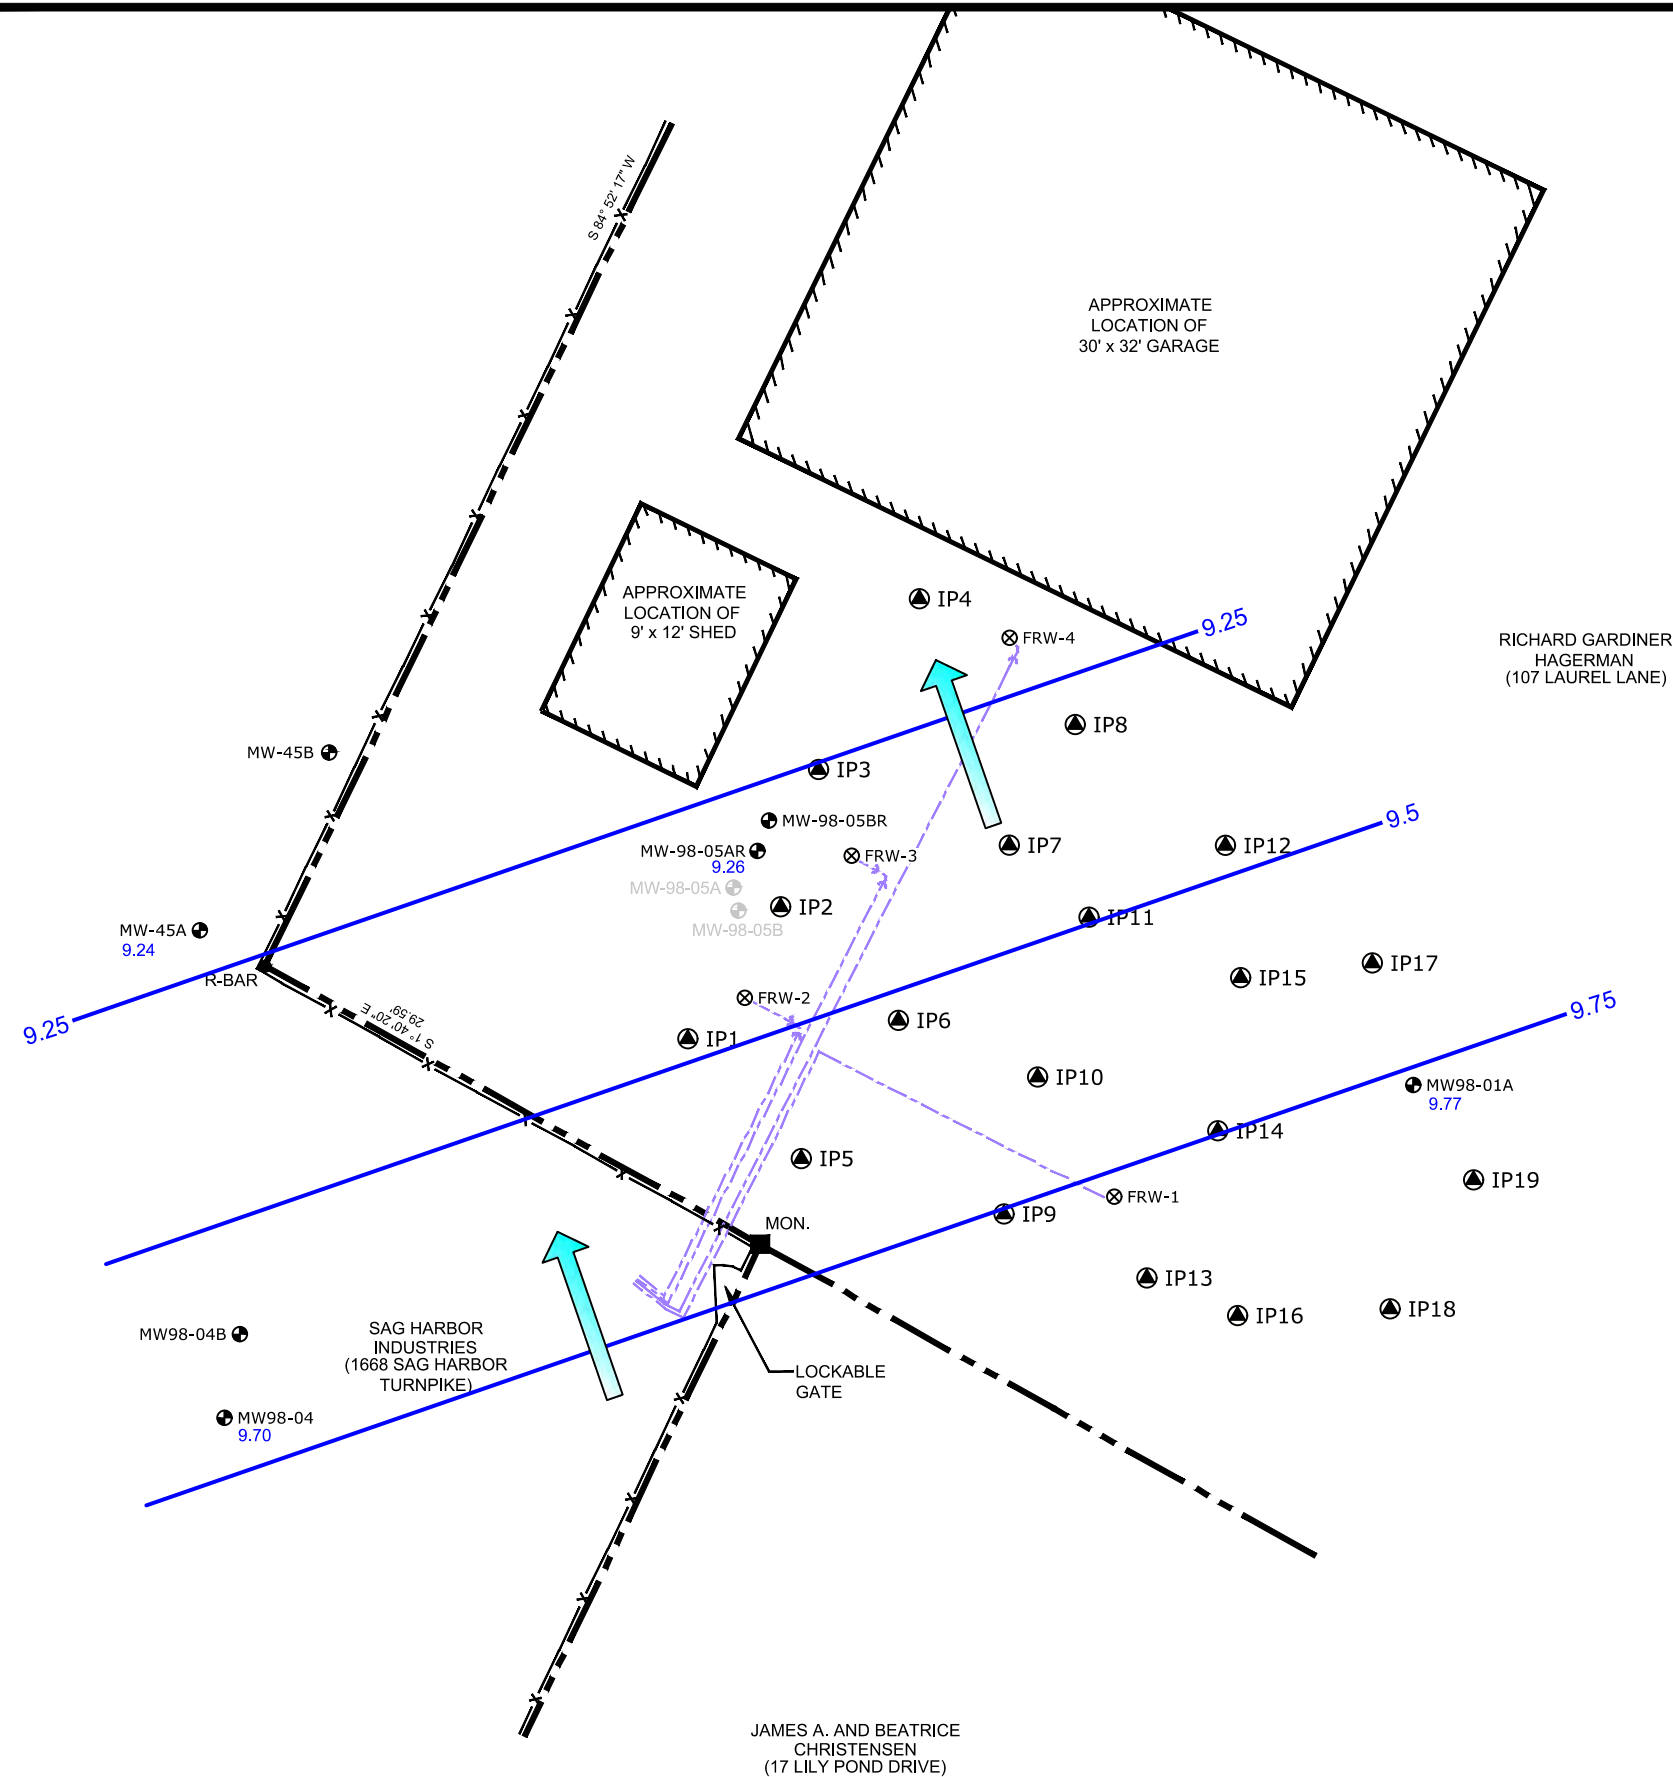 S 84° 52' 17" W
APPROXIMATE
LOCATION OF
30' x 32' GARAGE
APPROXIMATE
LOCATION OF
9' x 12' SHED
IP4
FRW-4
9.25
RICHARD GARDINER
HAGERMAN
(107 LAUREL LANE)
IP8
MW-45B
IP3
MW-98-05BR
9.5
MW-98-05AR
9.26
FRW-3
IP7
IP12
MW-98-05A
IP2
MW-98-05B
IP11
MW-45A
9.24
R-BAR
IP15
IP17
FRW-2
9.75
9.25
S 1° 40' 20" E
29.59'
IP1
IP6
IP10
MW98-01A
9.77
IP14
IP5
IP19
FRW-1
IP9
MON.
IP13
IP16
IP18
MW98-04B
SAG HARBOR
INDUSTRIES
(1668 SAG HARBOR
TURNPIKE)
LOCKABLE
GATE
MW98-04
9.70
JAMES A. AND BEATRICE
CHRISTENSEN
(17 LILY POND DRIVE)